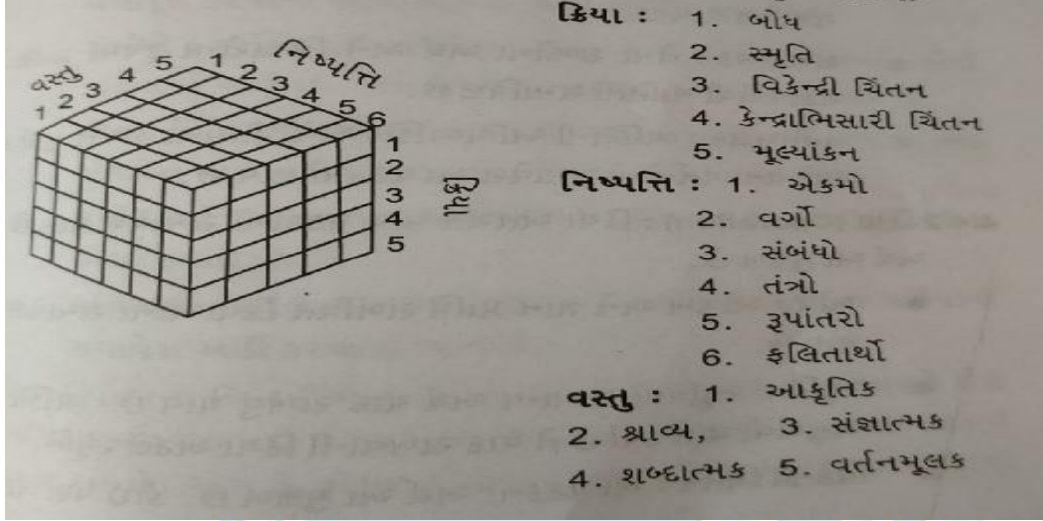 વસ્તુ
1 2 3 4 5
નિષ્પત્તિ
1 2 3 4 5 6
ક્રિયા
1
2
3
4
5
ક્રિયા : 1. બોધ
2. સ્મૃતિ
3. વિકેન્દ્રી ચિંતન
4. કેન્દ્રાભિસારી ચિંતન
5. મૂલ્યાંકન
નિષ્પત્તિ : 1. એકમો
2. વર્ગો
3. સંબંધો
4. તંત્રો
5. રૂપાંતરો
6. ફલિતાર્થો
વસ્તુ : 1. આકૃતિક
2. શ્રાવ્ય, 3. સંજ્ઞાત્મક
4. શબ્દાત્મક 5. વર્તનમૂલક